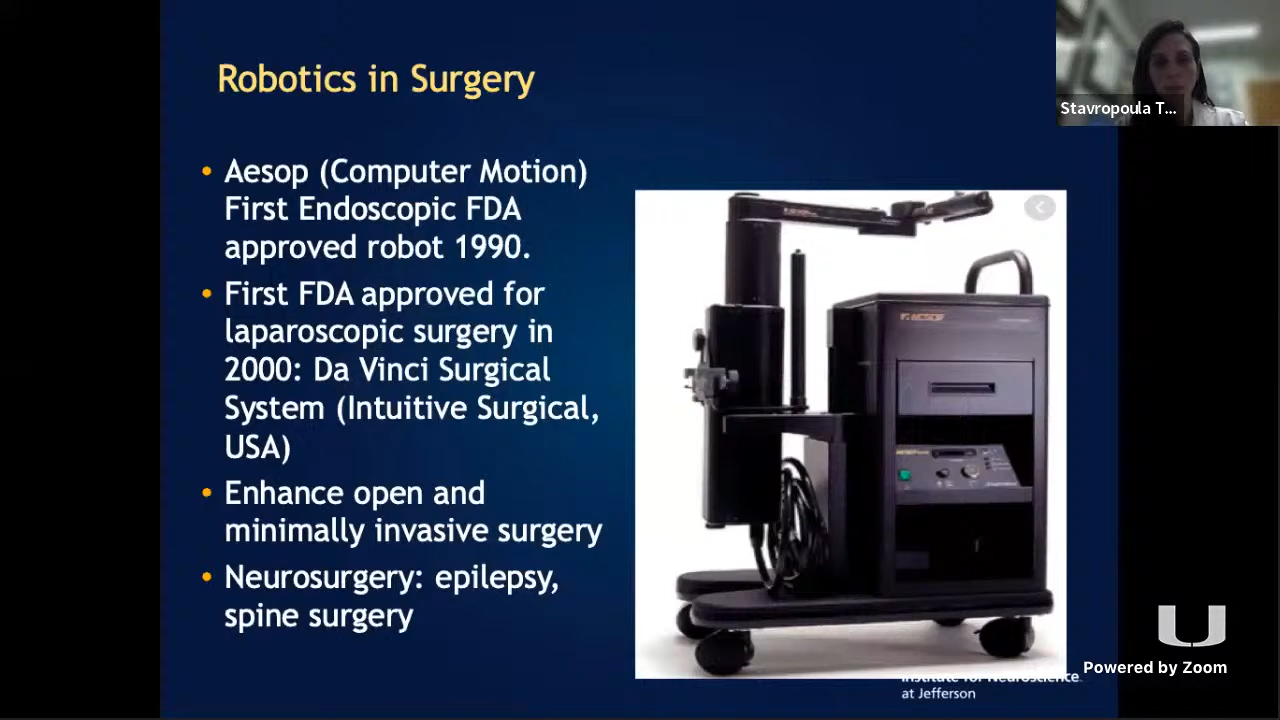 Robotics in Surgery
Stavropoula T...
• Aesop (Computer Motion)
First Endoscopic FDA
approved robot 1990.
• First FDA approved for
laparoscopic surgery in
2000: Da Vinci Surgical
System (Intuitive Surgical,
USA)
• Enhance open and
minimally invasive surgery
• Neurosurgery: epilepsy,
spine surgery
AESOP
U
Powered by Zoom
Institute for Neuroscience
at Jefferson